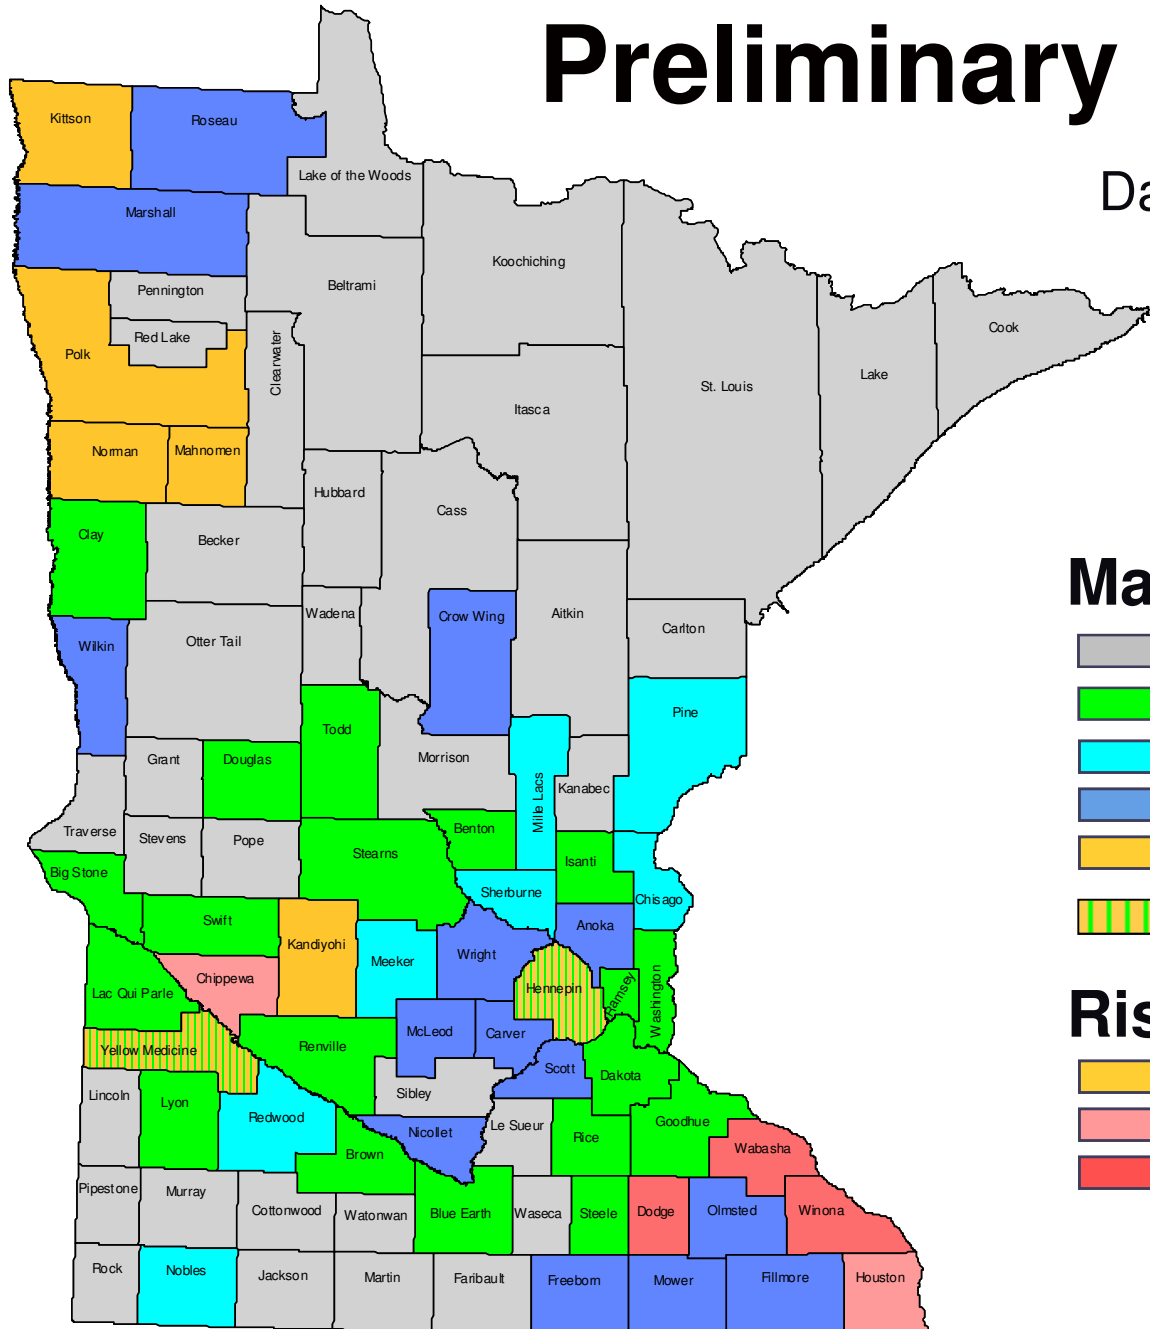 Preliminary
Da
Kittson
Roseau
Lake of the Woods
Marshall
Koochiching
Pennington
Beltrami
Red Lake
Cook
Polk
Clearwater
Lake
St. Louis
Itasca
Norman
Mahnomen
Hubbard
Cass
Clay
Becker
Ma
Wadena
Crow Wing
Aitkin
Carlton
Otter Tail
Wilkin
Pine
Todd
Grant
Douglas
Morrison
Kanabec
Mille Lacs
Traverse
Stevens
Pope
Benton
Stearns
Isanti
Big Stone
Sherburne
Chisago
Swift
Anoka
Kandiyohi
Wright
Meeker
Chippewa
Hennepin
Lac Qui Parle
Ramsey
Washington
Ris
McLeod
Carver
Yellow Medicine
Renville
Scott
Dakota
Lincoln
Sibley
Lyon
Redwood
Le Sueur
Goodhue
Nicollet
Rice
Wabasha
Brown
Pipestone
Murray
Cottonwood
Watonwan
Blue Earth
Waseca
Steele
Dodge
Olmsted
Winona
Rock
Nobles
Jackson
Martin
Faribault
Freeborn
Mower
Fillmore
Houston